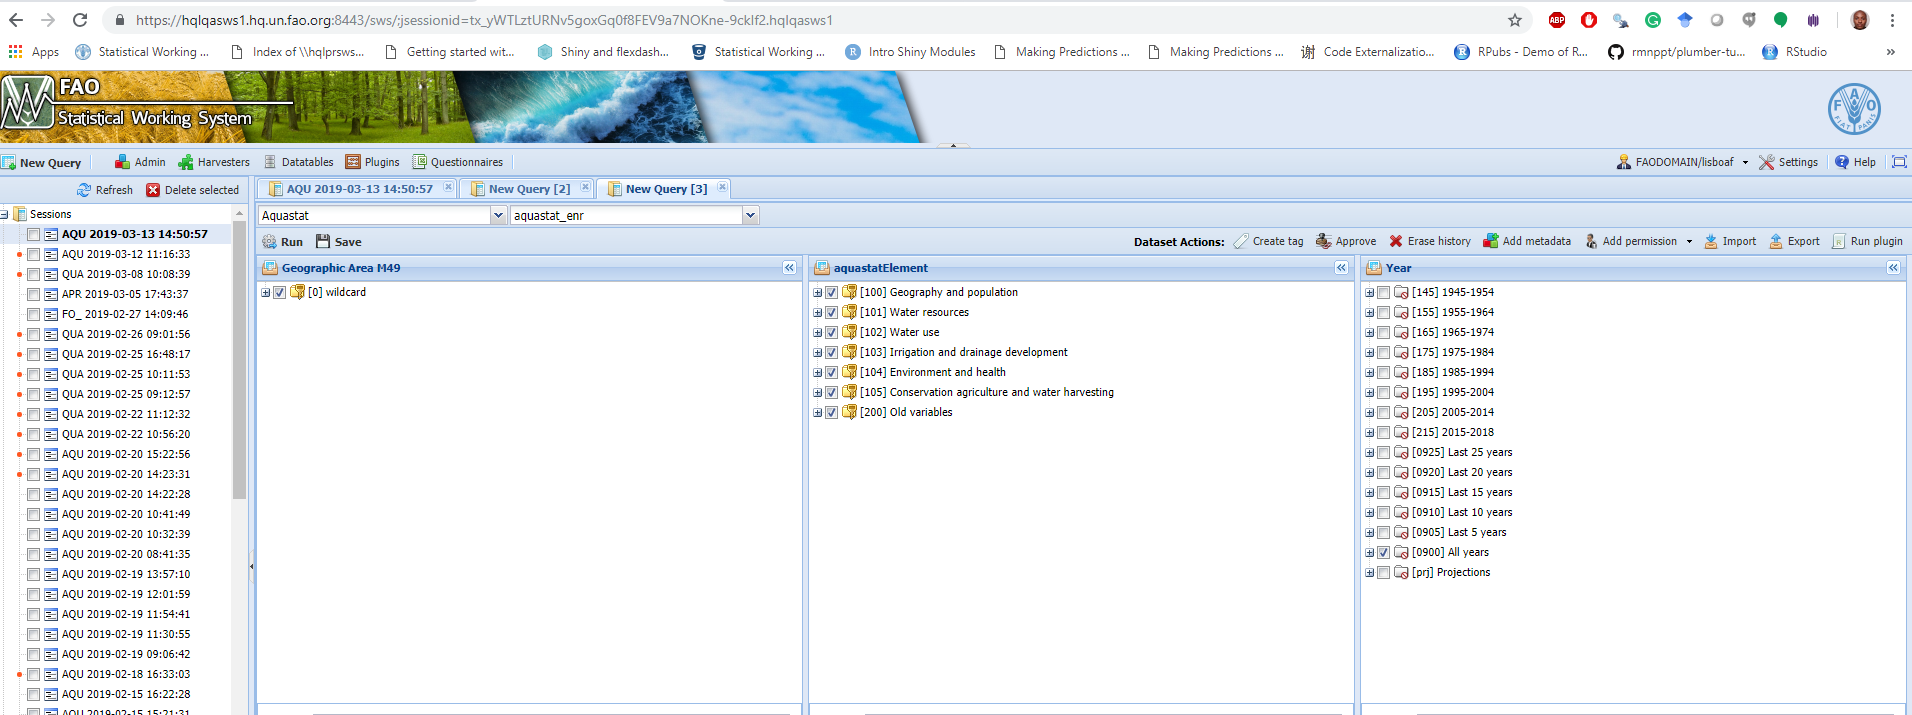 https://hqlqasws1.hq.un.fao.org:8443/sws/;jsessionid=tx_yWTLztURNv5goxGq0f8FEV9a7NOKne-9cklf2.hqlqasws1
ABP
Apps Statistical Working ... Index of \\hqlprsws... Getting started wit... Shiny and flexdash... Statistical Working ... Intro Shiny Modules Making Predictions ... Making Predictions ... 谢 Code Externalizatio... RPubs - Demo of R... rmnppt/plumber-tu... RStudio »
FAO
Statistical Working System
FAO
FIAT PANIS
New Query Admin Harvesters Datatables Plugins Questionnaires FAODOMAIN/lisboaf Settings Help
Refresh Delete selected
AQU 2019-03-13 14:50:57 New Query [2] New Query [3]
Sessions
AQU 2019-03-13 14:50:57
AQU 2019-03-12 11:16:33
QUA 2019-03-08 10:08:39
APR 2019-03-05 17:43:37
FO_ 2019-02-27 14:09:46
QUA 2019-02-26 09:01:56
QUA 2019-02-25 16:48:17
QUA 2019-02-25 10:11:53
QUA 2019-02-25 09:12:57
QUA 2019-02-22 11:12:32
QUA 2019-02-22 10:56:20
AQU 2019-02-20 15:22:56
AQU 2019-02-20 14:23:31
AQU 2019-02-20 14:22:28
AQU 2019-02-20 10:41:49
AQU 2019-02-20 10:32:39
AQU 2019-02-20 08:41:35
AQU 2019-02-19 13:57:10
AQU 2019-02-19 12:01:59
AQU 2019-02-19 11:54:41
AQU 2019-02-19 11:30:55
AQU 2019-02-19 09:06:42
AQU 2019-02-18 16:33:03
AQU 2019-02-15 16:22:28
AQU 2019-02-15 15:21:31
Aquastat aquastat_enr
Run Save Dataset Actions: Create tag Approve Erase history Add metadata Add permission Import Export Run plugin
Geographic Area M49
[0] wildcard
aquastatElement
[100] Geography and population
[101] Water resources
[102] Water use
[103] Irrigation and drainage development
[104] Environment and health
[105] Conservation agriculture and water harvesting
[200] Old variables
Year
[145] 1945-1954
[155] 1955-1964
[165] 1965-1974
[175] 1975-1984
[185] 1985-1994
[195] 1995-2004
[205] 2005-2014
[215] 2015-2018
[0925] Last 25 years
[0920] Last 20 years
[0915] Last 15 years
[0910] Last 10 years
[0905] Last 5 years
[0900] All years
[prj] Projections